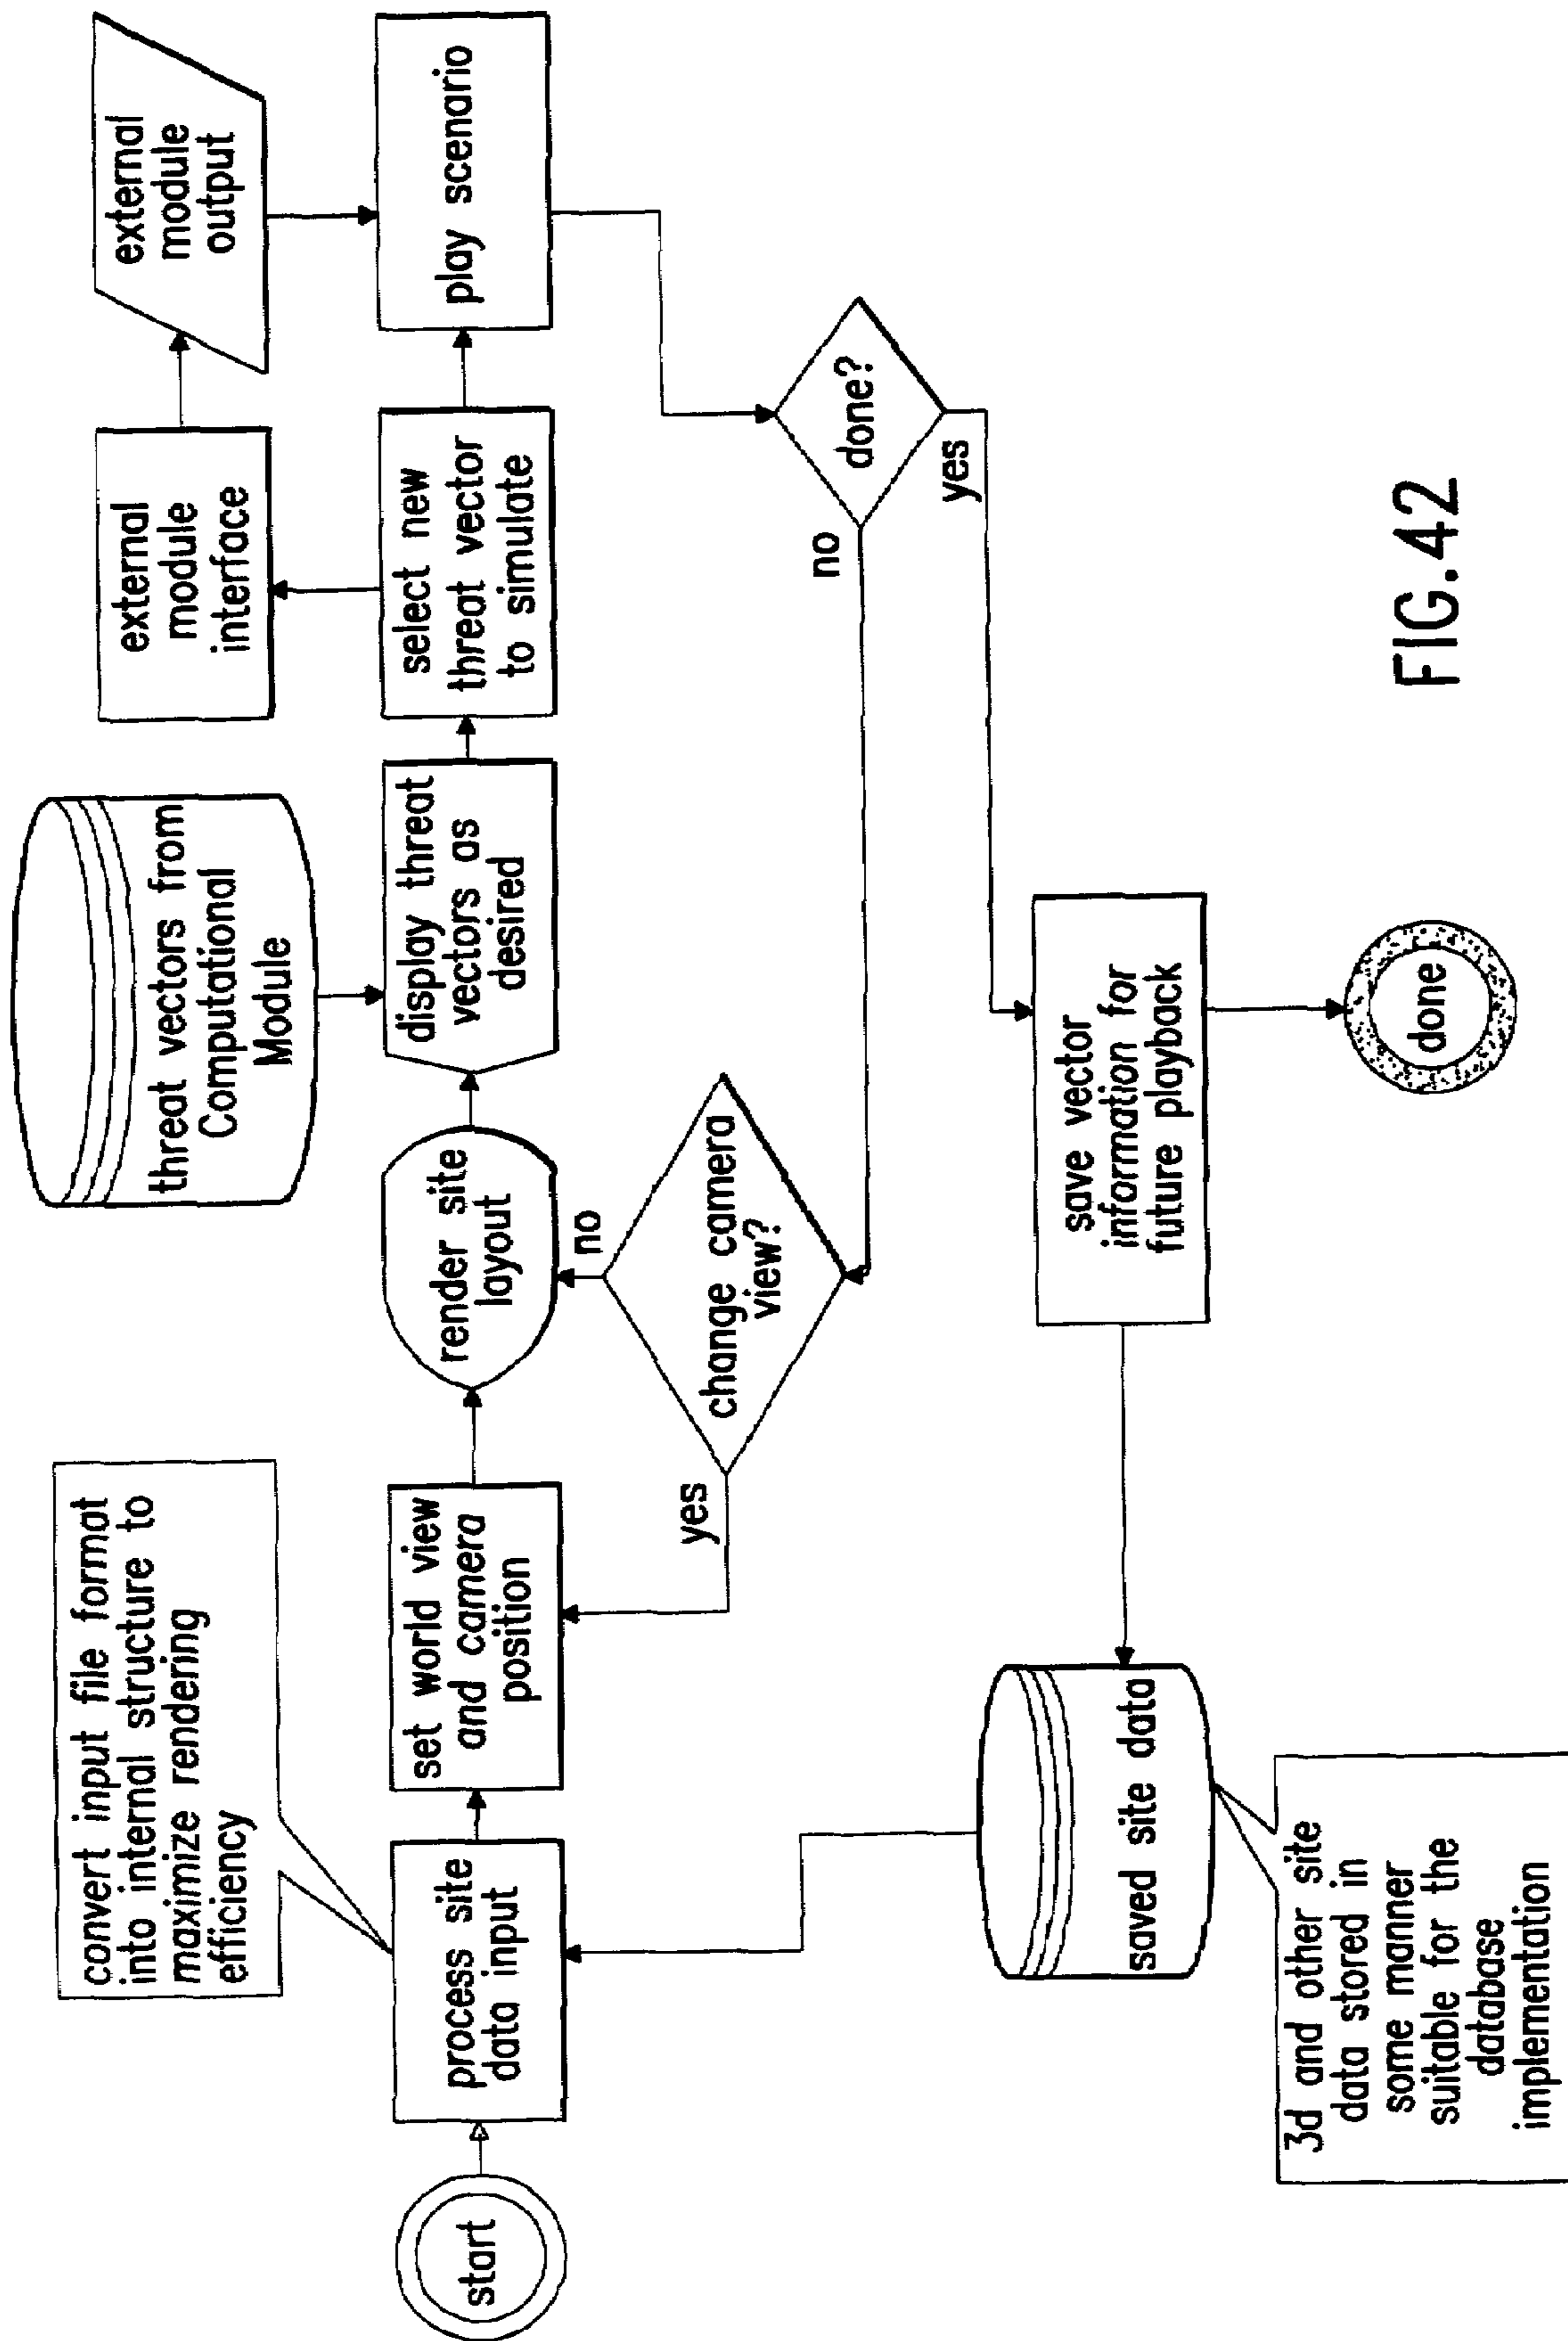 convert input file format
into internal structure to
maximize rendering
efficiency
threat vectors from
Computational
Module
external
module
interface
external
module
output
start
process site
data input
set world view
and camera
position
render site
layout
display threat
vectors as
desired
select new
threat vector
to simulate
play scenario
yes
change camera
view?
no
no
done?
yes
saved site data
save vector
information for
future playback
done
3d and other site
data stored in
some manner
suitable for the
database
implementation
FIG.42